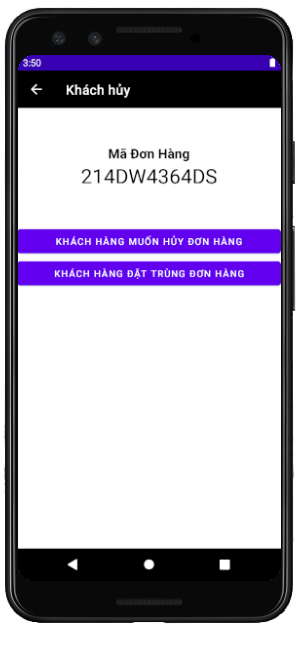 3:50
Khách hủy
Mã Đơn Hàng
214DW4364DS
KHÁCH HÀNG MUỐN HỦY ĐƠN HÀNG
KHÁCH HÀNG ĐẶT TRÙNG ĐƠN HÀNG